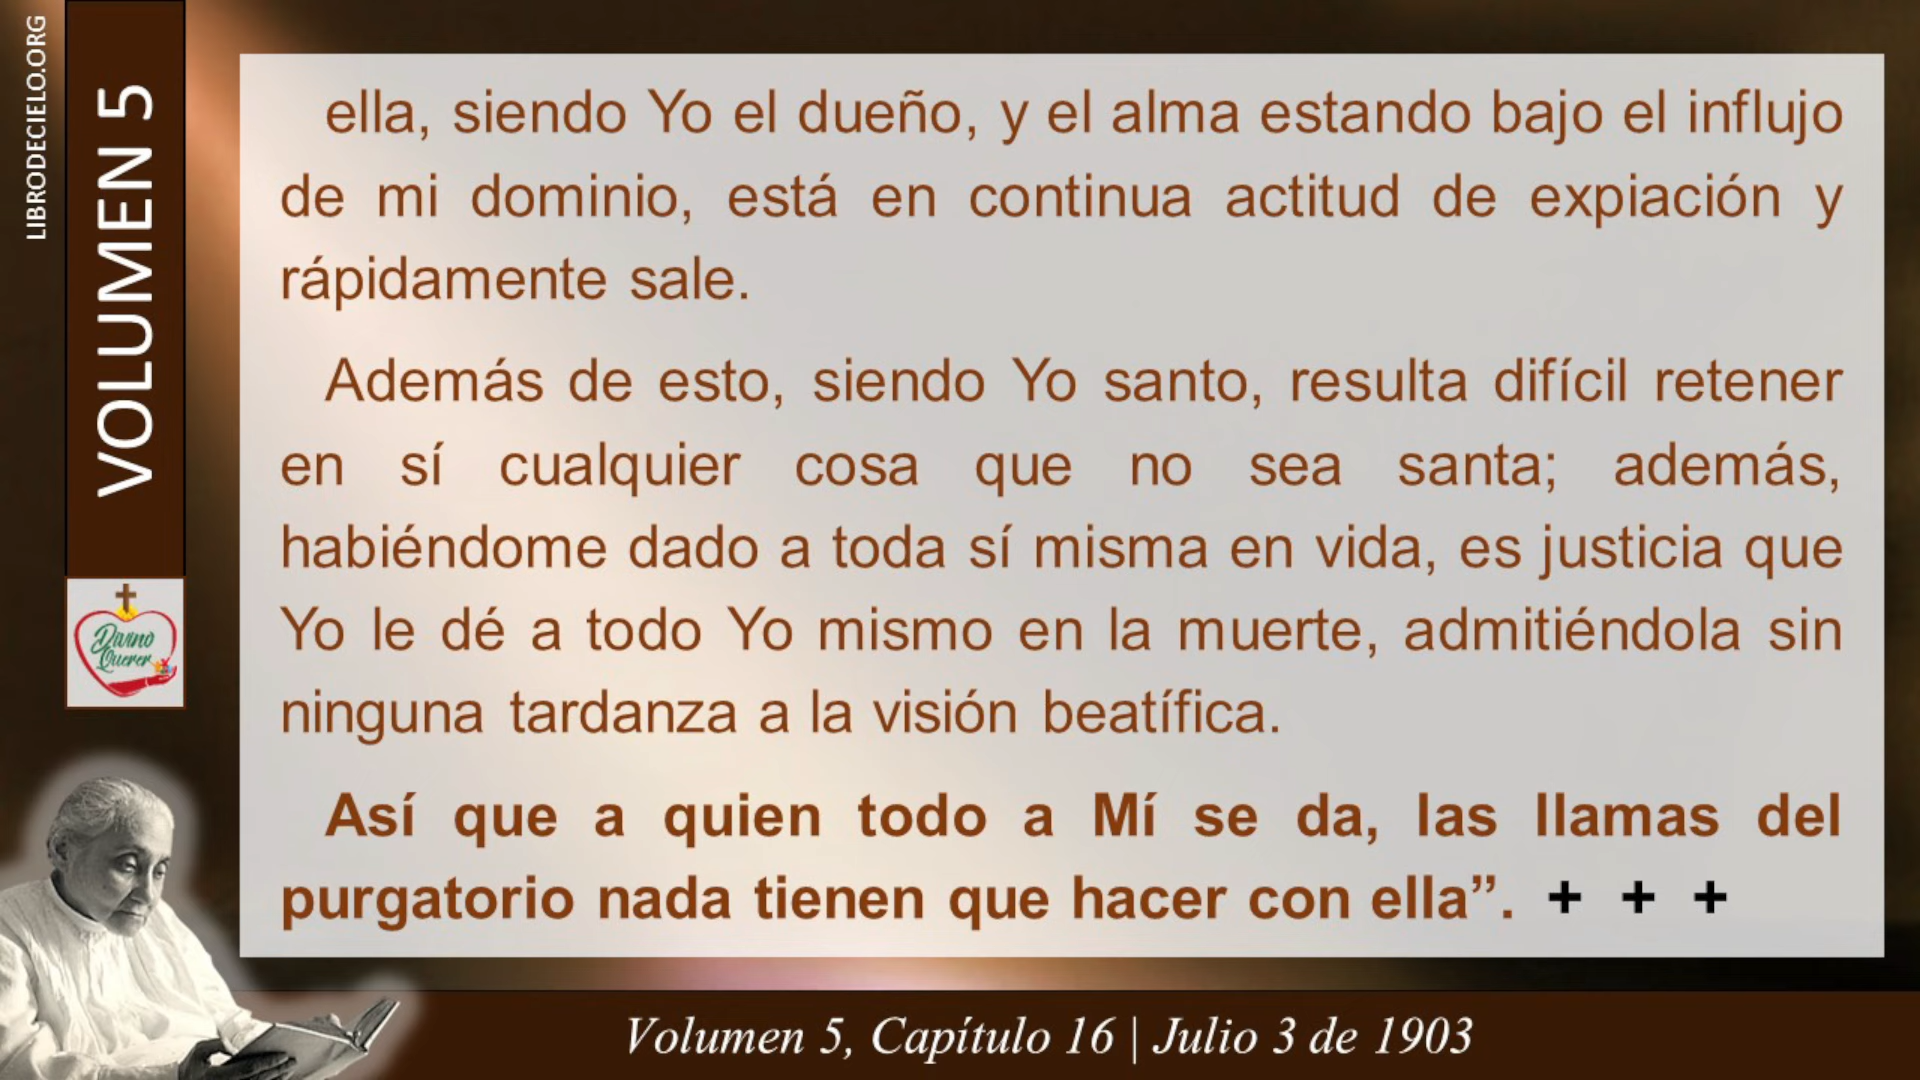 LIBRODECIELO.ORG
VOLUMEN 5
Divino
Querer
ella, siendo Yo el dueño, y el alma estando bajo el influjo
de mi dominio, está en continua actitud de expiación y
rápidamente sale.
Además de esto, siendo Yo santo, resulta difícil retener
en sí cualquier cosa que no sea santa; además,
habiéndome dado a toda sí misma en vida, es justicia que
Yo le dé a todo Yo mismo en la muerte, admitiéndola sin
ninguna tardanza a la visión beatífica.
Así que a quien todo a Mí se da, las llamas del
purgatorio nada tienen que hacer con ella”. + + +
Volumen 5, Capítulo 16 | Julio 3 de 1903